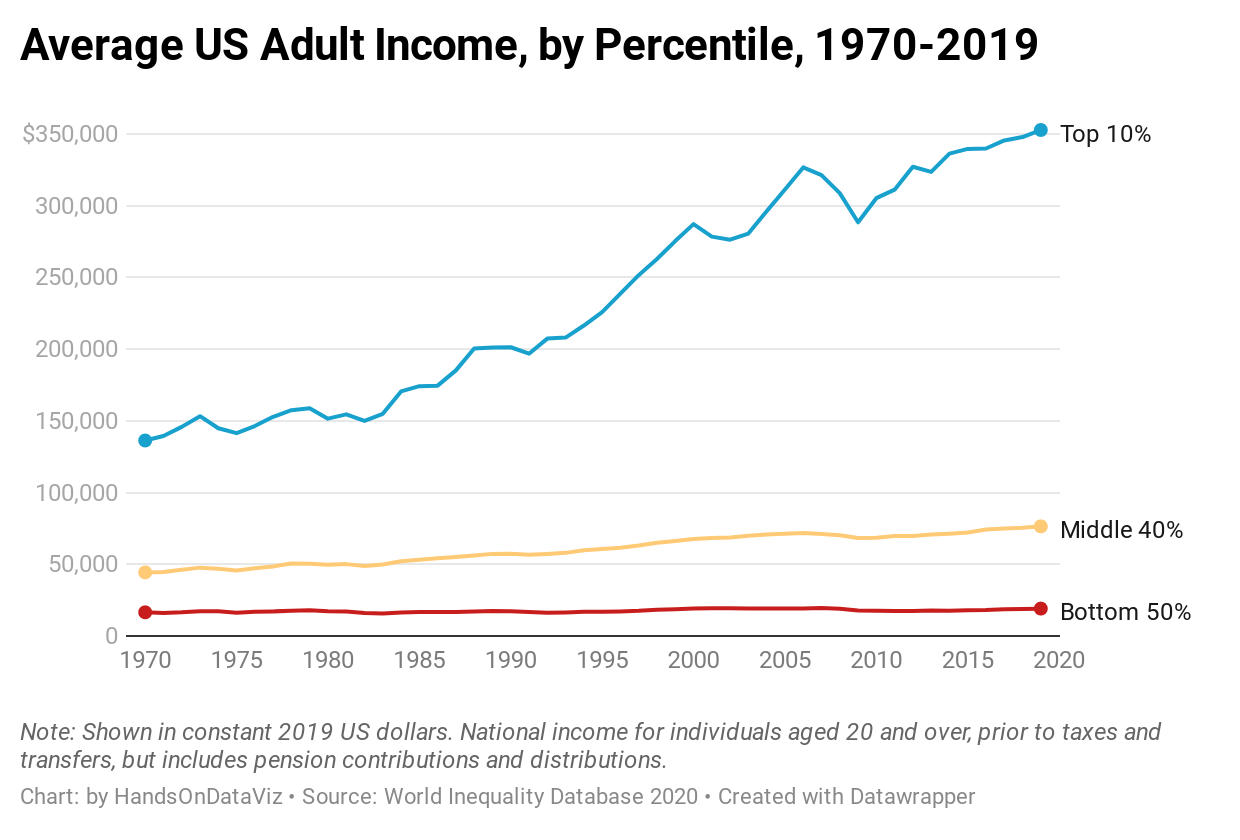 Average US Adult Income, by Percentile, 1970-2019
$350,000
Top 10%
300,000
250,000
200,000
150,000
100,000
Middle 40%
50,000
Bottom 50%
0
1970 1975 1980 1985 1990 1995 2000 2005 2010 2015 2020
Note: Shown in constant 2019 US dollars. National income for individuals aged 20 and over, prior to taxes and
transfers, but includes pension contributions and distributions.
Chart: by HandsOnDataViz • Source: World Inequality Database 2020 • Created with Datawrapper